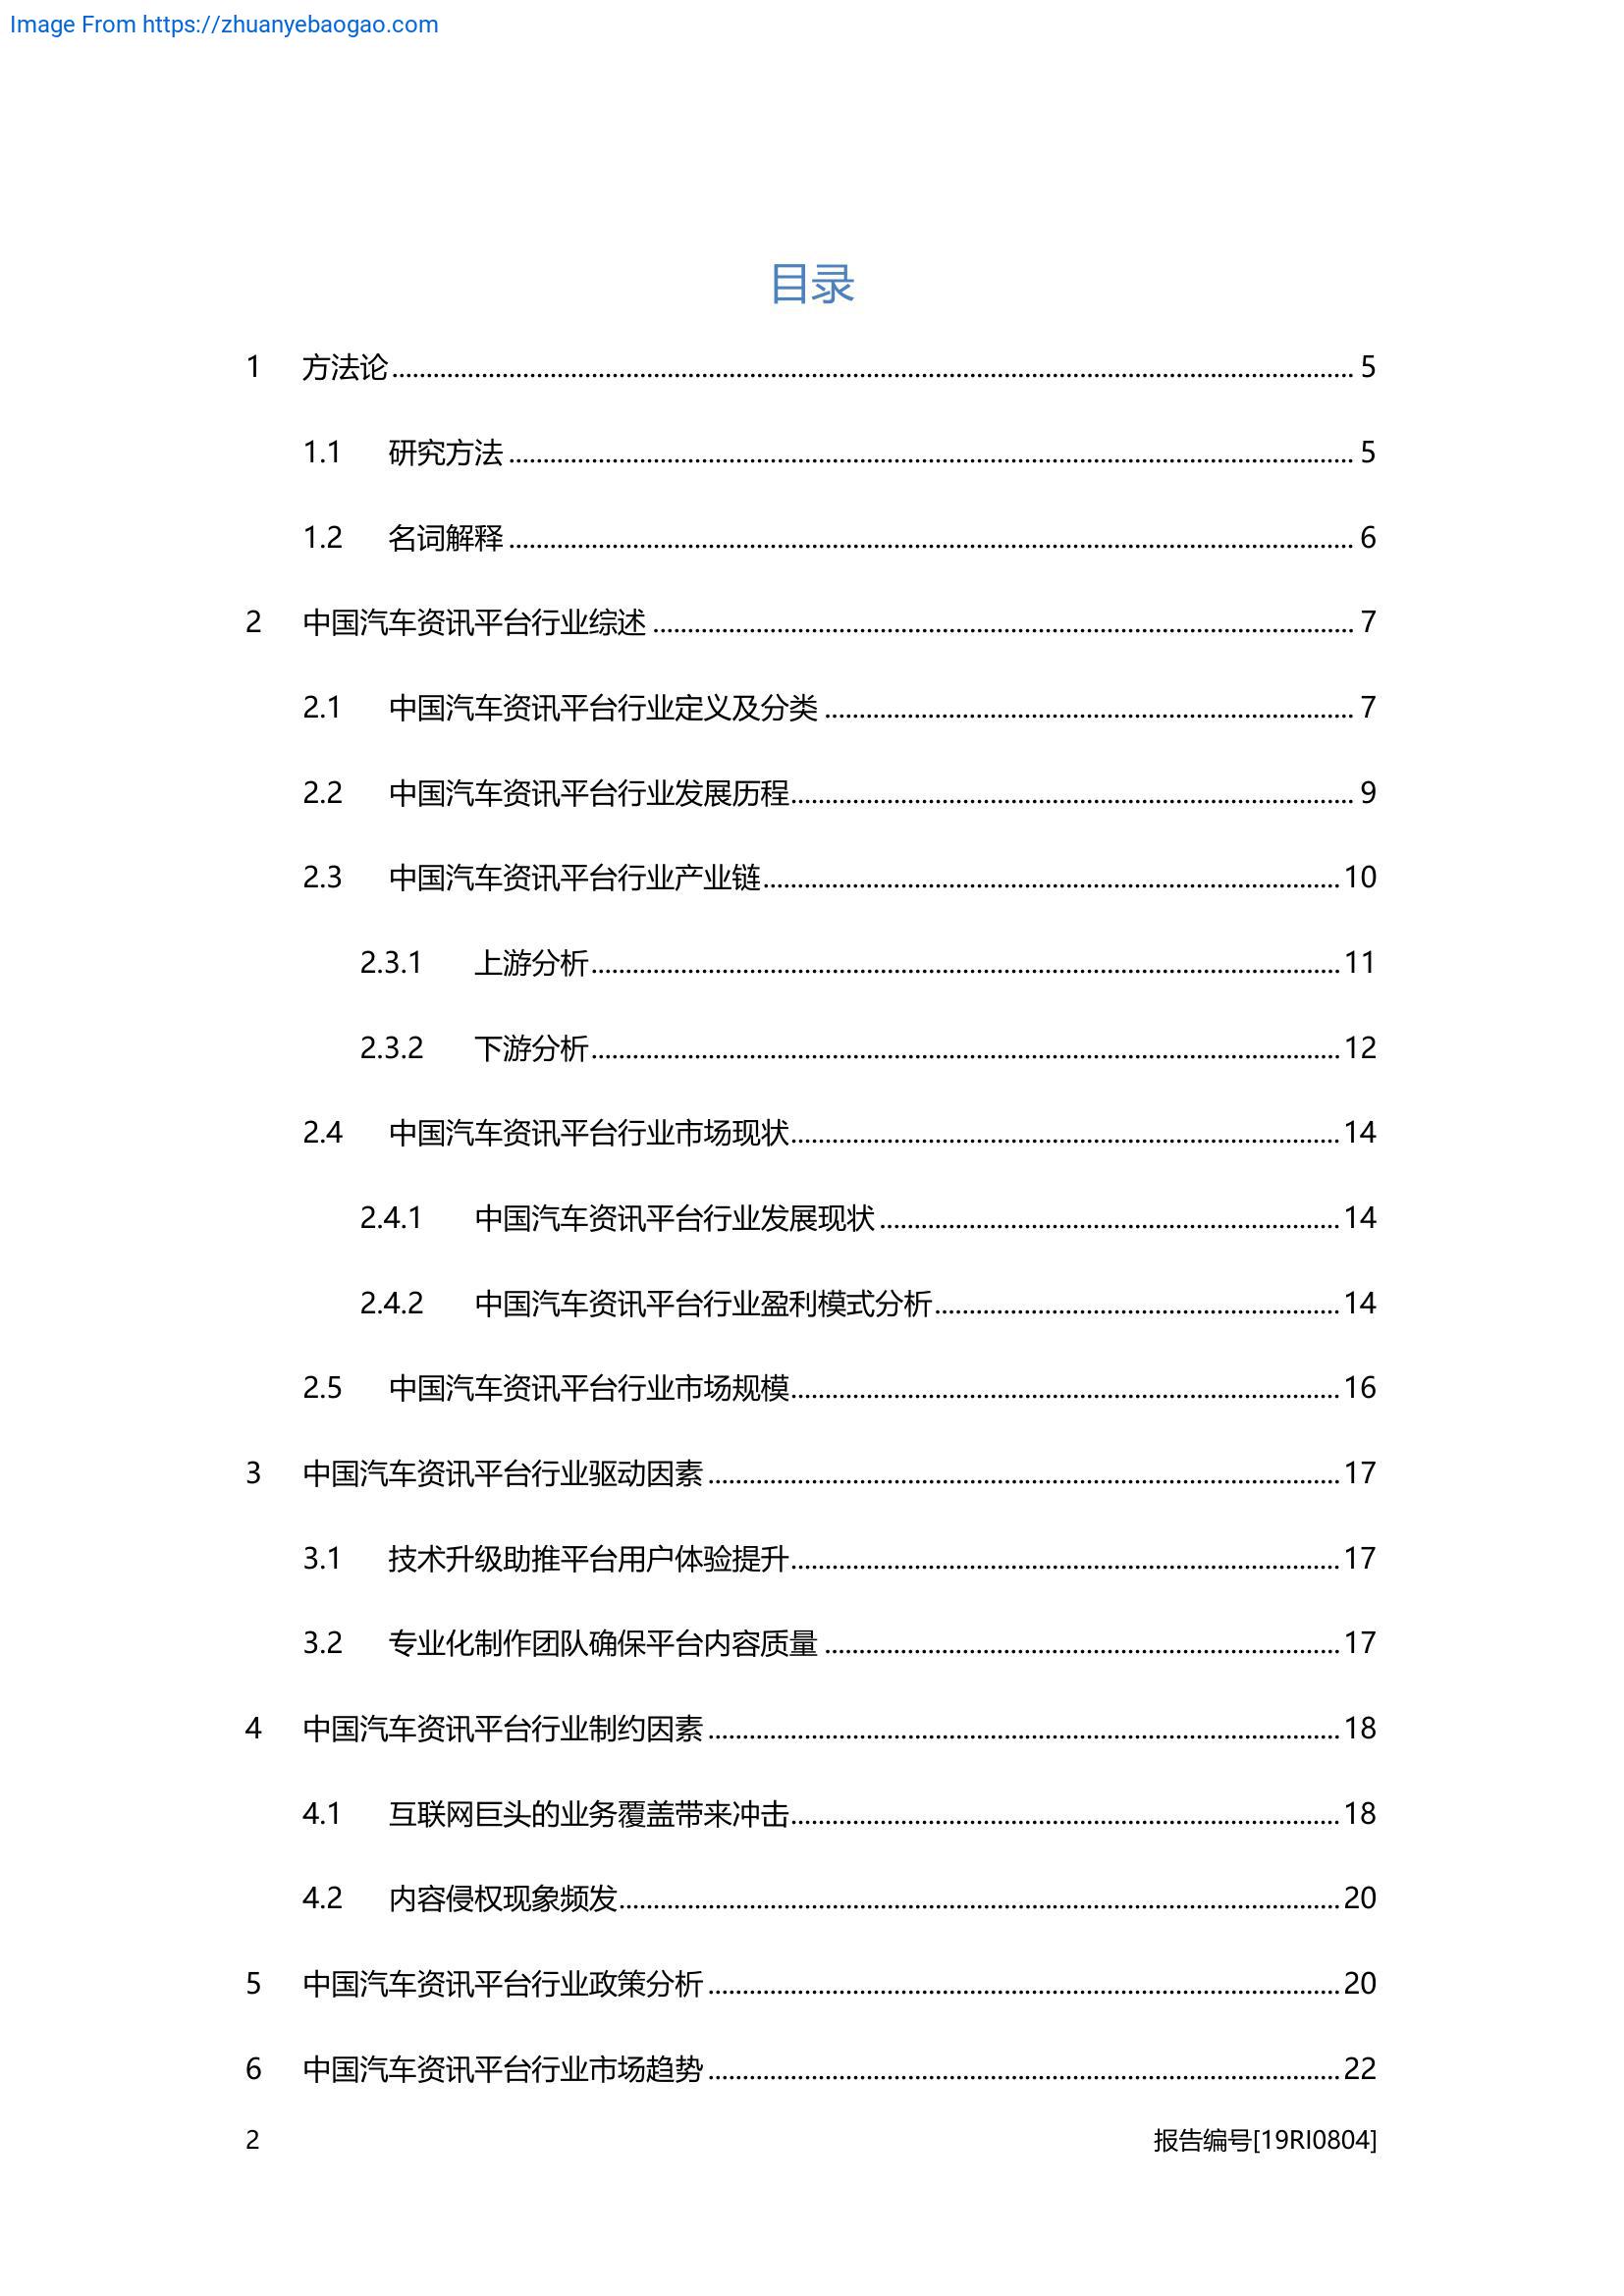 Image From https://zhuanyebaogao.com
目录
1 方法论 5
1.1 研究方法 5
1.2 名词解释 6
2 中国汽车资讯平台行业综述 7
2.1 中国汽车资讯平台行业定义及分类 7
2.2 中国汽车资讯平台行业发展历程 9
2.3 中国汽车资讯平台行业产业链 10
2.3.1 上游分析 11
2.3.2 下游分析 12
2.4 中国汽车资讯平台行业市场现状 14
2.4.1 中国汽车资讯平台行业发展现状 14
2.4.2 中国汽车资讯平台行业盈利模式分析 14
2.5 中国汽车资讯平台行业市场规模 16
3 中国汽车资讯平台行业驱动因素 17
3.1 技术升级助推平台用户体验提升 17
3.2 专业化制作团队确保平台内容质量 17
4 中国汽车资讯平台行业制约因素 18
4.1 互联网巨头的业务覆盖带来冲击 18
4.2 内容侵权现象频发 20
5 中国汽车资讯平台行业政策分析 20
6 中国汽车资讯平台行业市场趋势 22
2 报告编号[19RI0804]